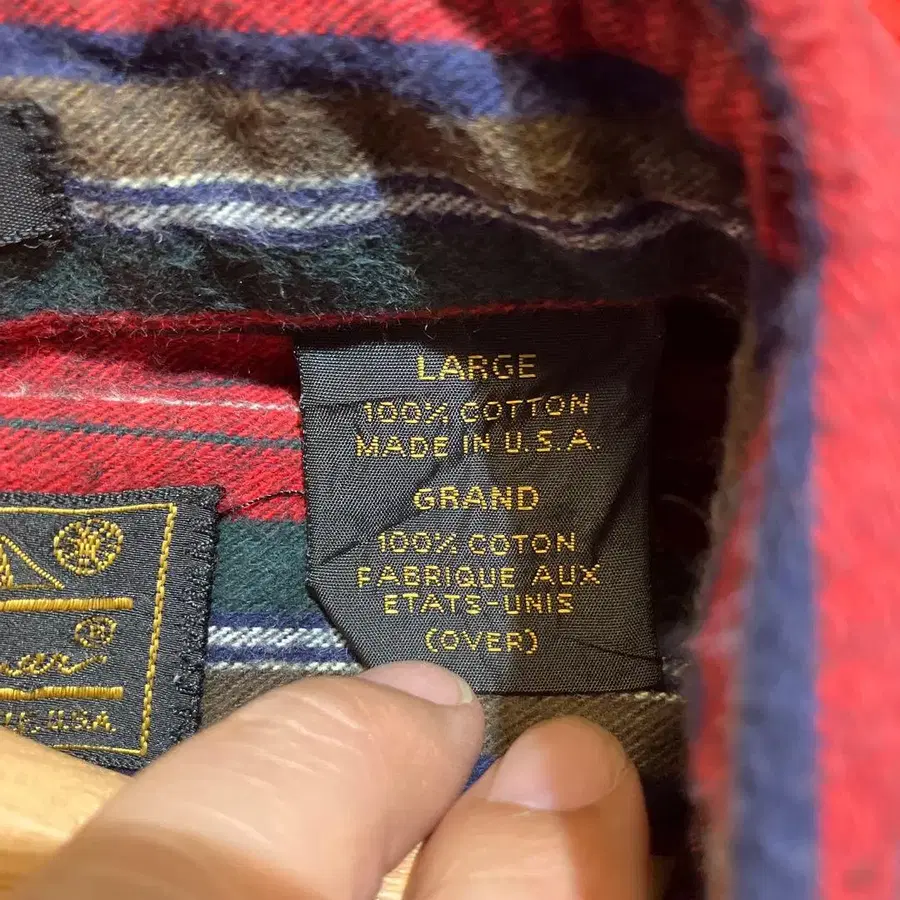 LARGE
100% COTTON
MADE IN U.S.A.
GRAND
100% COTON
FABRIQUE AUX
ETATS-UNIS
(OVER)
U.S.A.